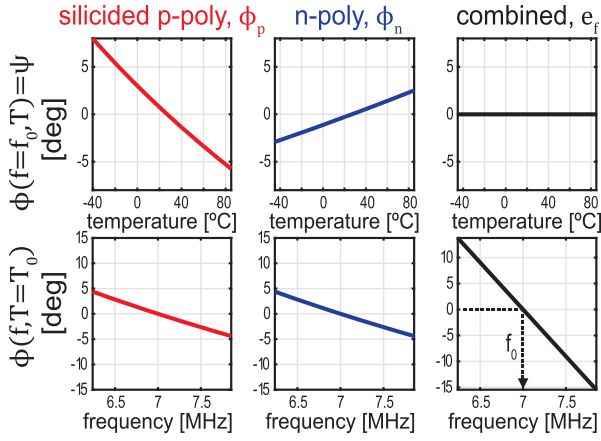 silicided p-poly, ϕp n-poly, ϕn combined, ef
ϕ(f=f0,T)=ψ
[deg]
5 0 -5
5 0 -5
5 0 -5
-40 0 40 80
-40 0 40 80
-40 0 40 80
temperature [ºC] temperature [ºC] temperature [ºC]
ϕ(f,T=T0)
[deg]
15 10 5 0 -5 -10 -15
15 10 5 0 -5 -10 -15
10 5 0 -5 -10 -15
f0
6.5 7 7.5
6.5 7 7.5
6.5 7 7.5
frequency [MHz] frequency [MHz] frequency [MHz]